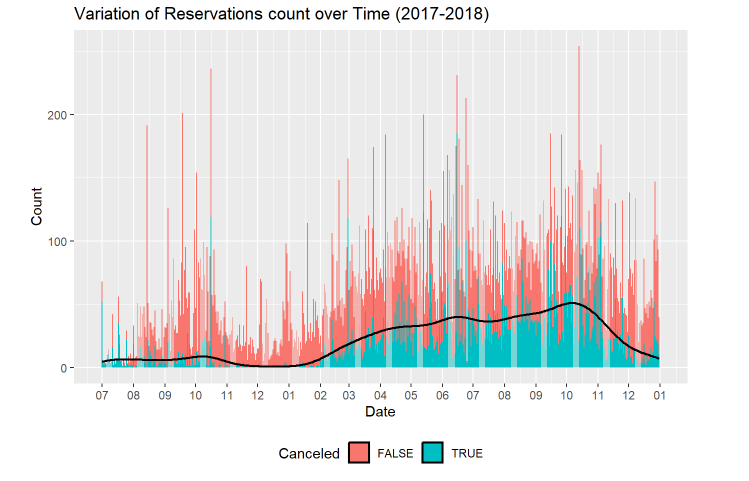 Variation of Reservations count over Time (2017-2018)
Count
200
100
0
07 08 09 10 11 12 01 02 03 04 05 06 07 08 09 10 11 12 01
Date
Canceled FALSE TRUE